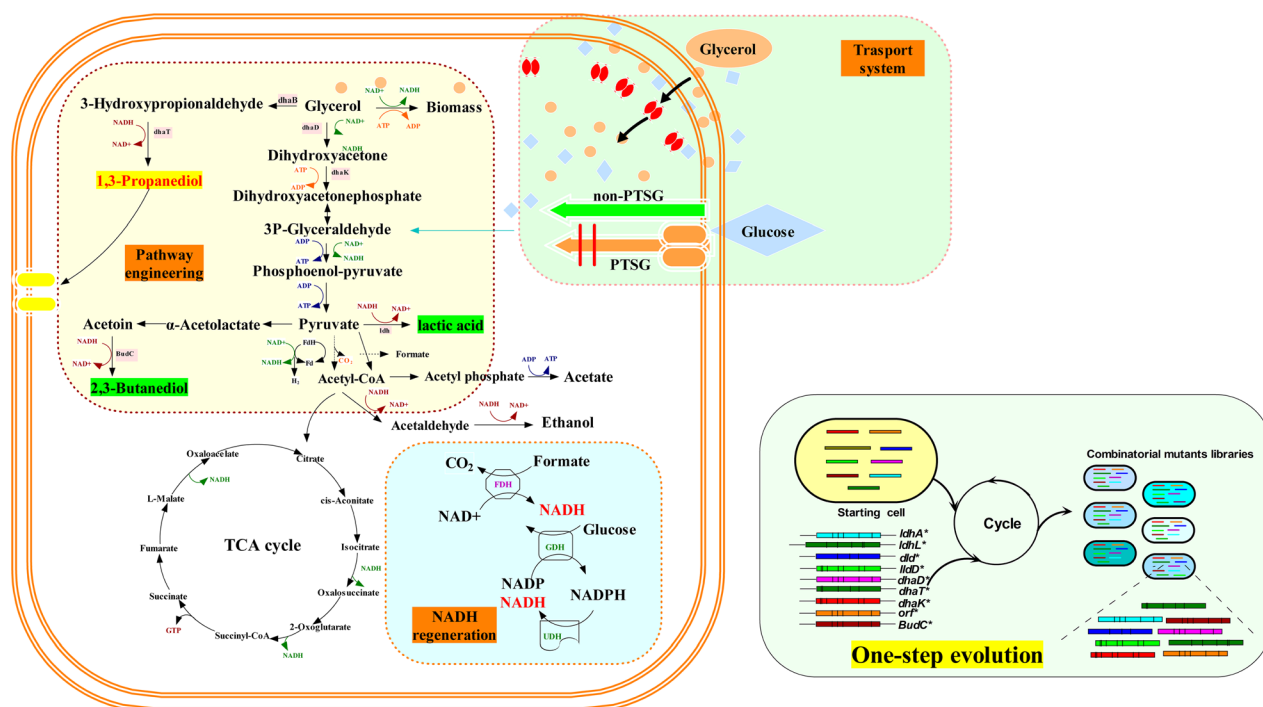 Glycerol
Trasport
system
non-PTSG
Glucose
PTSG
3-Hydroxypropionaldehyde
dhaB
Glycerol
NAD+
NADH
ATP
ADP
Biomass
NADH
NAD+
dhaT
dhaD
NAD+
NADH
Dihydroxyacetone
ATP
ADP
dhaK
1,3-Propanediol
Dihydroxyacetonephosphate
3P-Glyceraldehyde
ADP
ATP
NAD+
NADH
Pathway
engineering
Phosphoenol-pyruvate
ADP
ATP
Acetoin
α-Acetolactate
Pyruvate
NADH
NAD+
ldh
lactic acid
NADH
NAD+
BudC
NAD+
NADH
FdH
Fd
H2
CO2
Formate
2,3-Butanediol
Acetyl-CoA
Acetyl phosphate
ADP
ATP
Acetate
NADH
NAD+
Acetaldehyde
NADH
NAD+
Ethanol
Oxaloacelate
Citrate
NADH
L-Malate
cis-Aconitate
Fumarate
TCA cycle
Isocitrate
NADH
Succinate
Oxalosuccinate
GTP
Succinyl-CoA
2-Oxoglutarate
NADH
CO2
Formate
FDH
NAD+
NADH
Glucose
GDH
NADP
NADPH
NADH
UDH
NADH
regeneration
Starting cell
Combinatorial mutants libraries
Cycle
ldhA*
ldhL*
dld*
lldD*
dhaD*
dhaT*
dhaK*
orf*
BudC*
One-step evolution